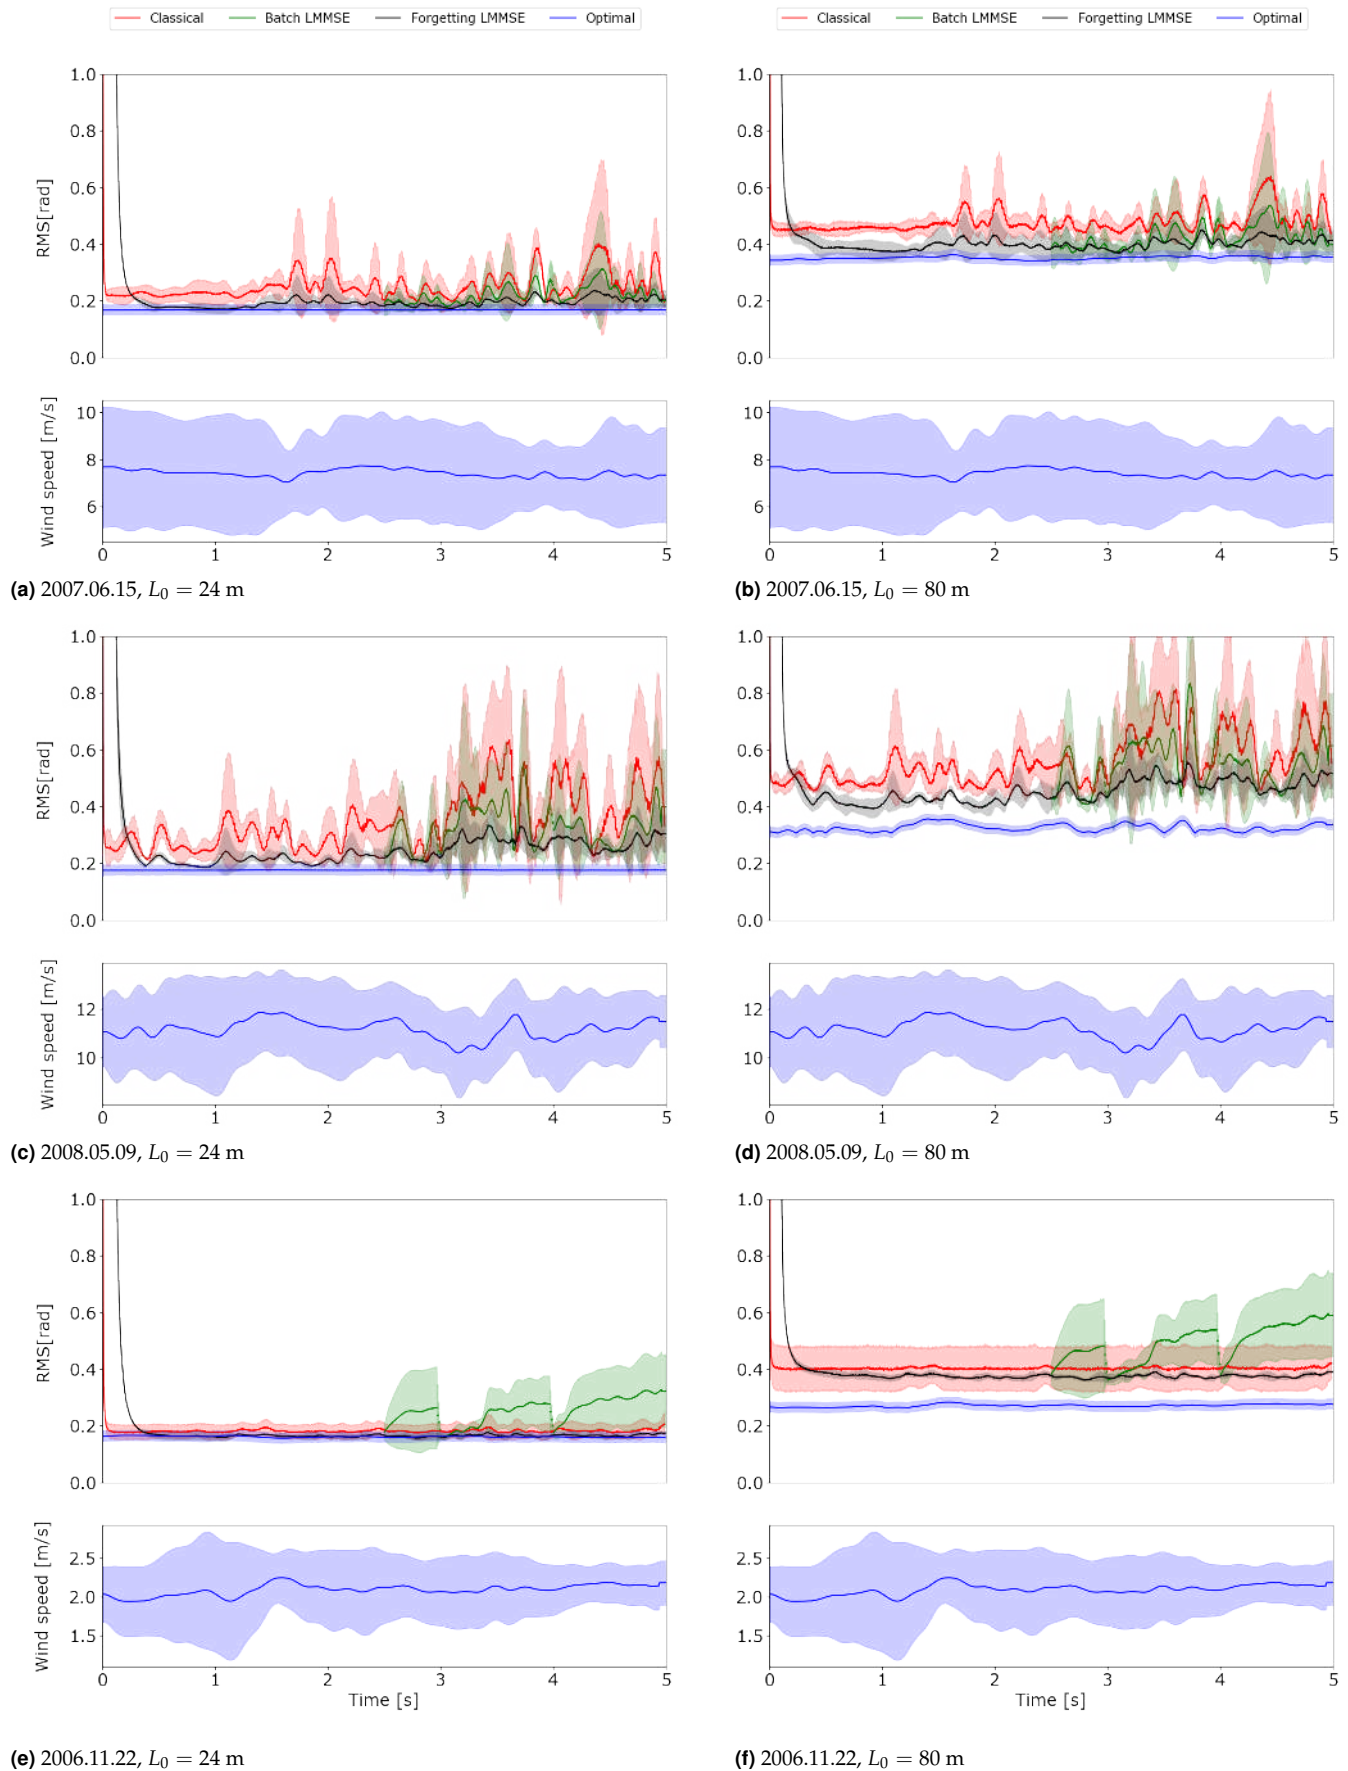 Classical Batch LMMSE Forgetting LMMSE Optimal
Classical Batch LMMSE Forgetting LMMSE Optimal
RMS[rad]
1.0
0.8
0.6
0.4
0.2
0.0
1.0
0.8
0.6
0.4
0.2
0.0
Wind speed [m/s]
10
8
6
0 1 2 3 4 5
10
8
6
0 1 2 3 4 5
(a) 2007.06.15, L₀ = 24 m
(b) 2007.06.15, L₀ = 80 m
RMS[rad]
1.0
0.8
0.6
0.4
0.2
0.0
1.0
0.8
0.6
0.4
0.2
0.0
Wind speed [m/s]
12
10
0 1 2 3 4 5
12
10
0 1 2 3 4 5
(c) 2008.05.09, L₀ = 24 m
(d) 2008.05.09, L₀ = 80 m
RMS[rad]
1.0
0.8
0.6
0.4
0.2
0.0
1.0
0.8
0.6
0.4
0.2
0.0
Wind speed [m/s]
2.5
2.0
1.5
0 1 2 3 4 5
Time [s]
2.5
2.0
1.5
0 1 2 3 4 5
Time [s]
(e) 2006.11.22, L₀ = 24 m
(f) 2006.11.22, L₀ = 80 m